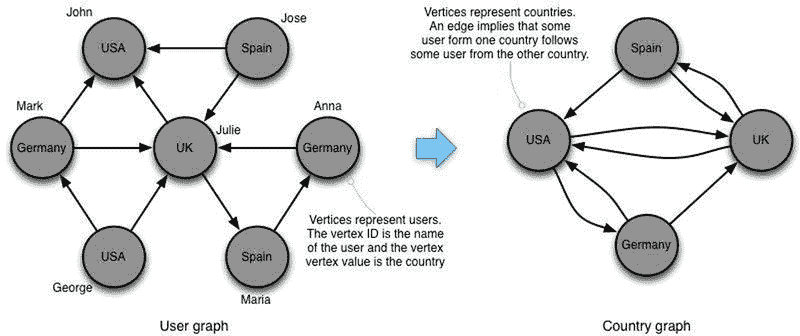 John
USA
Spain
Jose
Mark
Germany
UK
Julie
Anna
Germany
USA
George
Spain
Maria
Vertices represent users.
The vertex ID is the name
of the user and the vertex
vertex value is the country
User graph
Vertices represent countries.
An edge implies that some
user form one country follows
some user from the other country.
Spain
USA
UK
Germany
Country graph